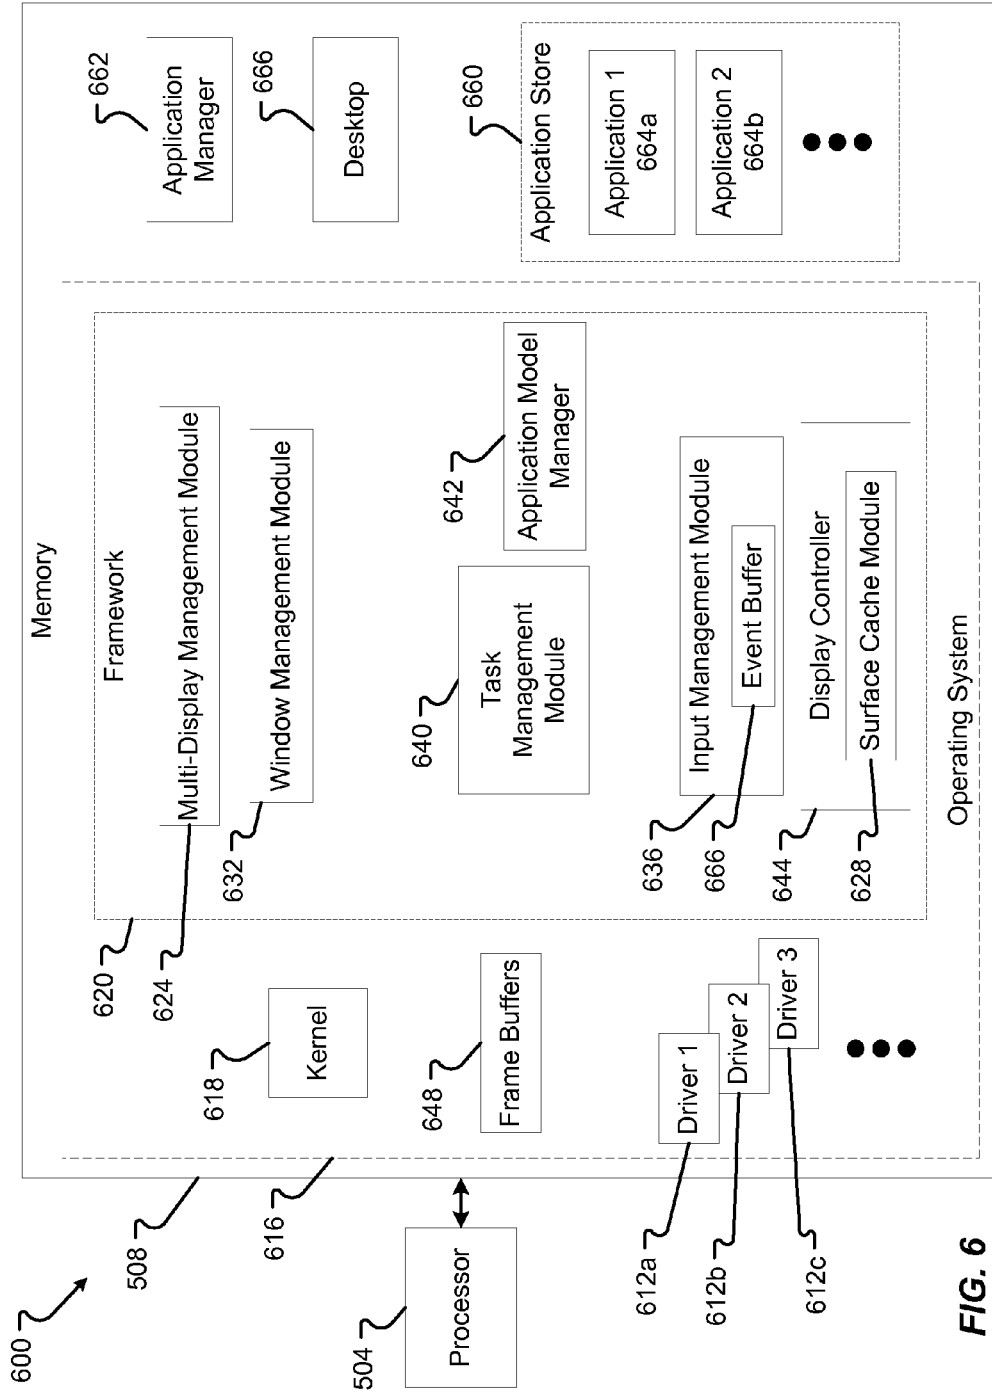 600
508
616
504
Processor
Memory
620
624
618
Kernel
648
Frame Buffers
612a
612b
612c
Driver 1
Driver 2
Driver 3
Framework
Multi-Display Management Module
632
Window Management Module
640
Task
Management
Module
642
Application Model
Manager
636
Input Management Module
666
Event Buffer
644
Display Controller
628
Surface Cache Module
Operating System
662
Application
Manager
666
Desktop
660
Application Store
Application 1
664a
Application 2
664b
FIG. 6